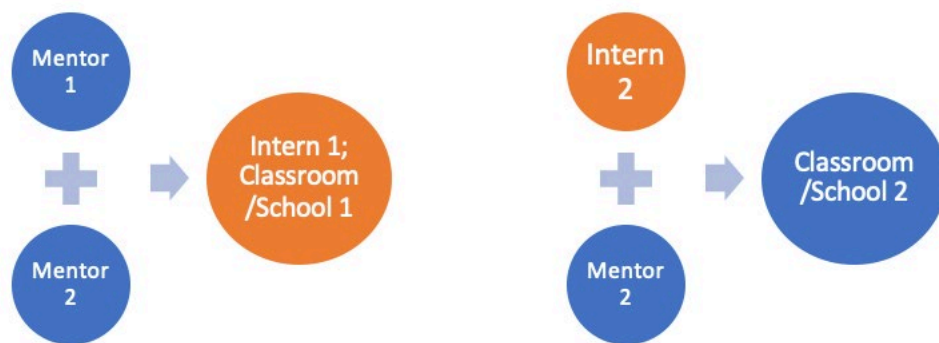 Mentor
1
Mentor
2
Intern 1;
Classroom
/School 1
Intern
2
Mentor
2
Classroom
/School 2